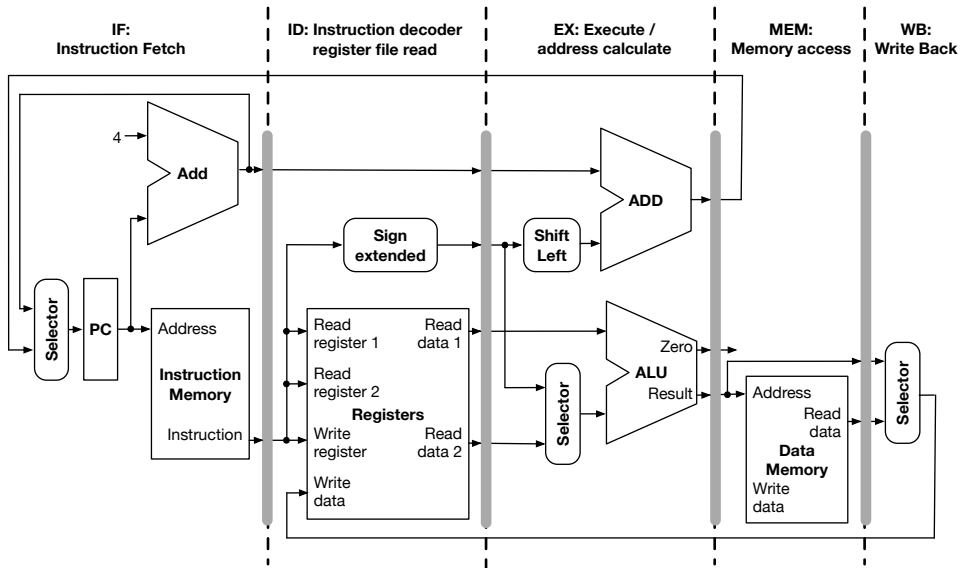 IF:
Instruction Fetch
ID: Instruction decoder
register file read
EX: Execute /
address calculate
MEM:
Memory access
WB:
Write Back
4
Add
ADD
Sign
extended
Shift
Left
Selector
PC
Address
Instruction
Memory
Instruction
Read
register 1
Read
data 1
Read
register 2
Registers
Write
register
Read
data 2
Write
data
Selector
Zero
ALU
Result
Address
Read
data
Data
Memory
Write
data
Selector